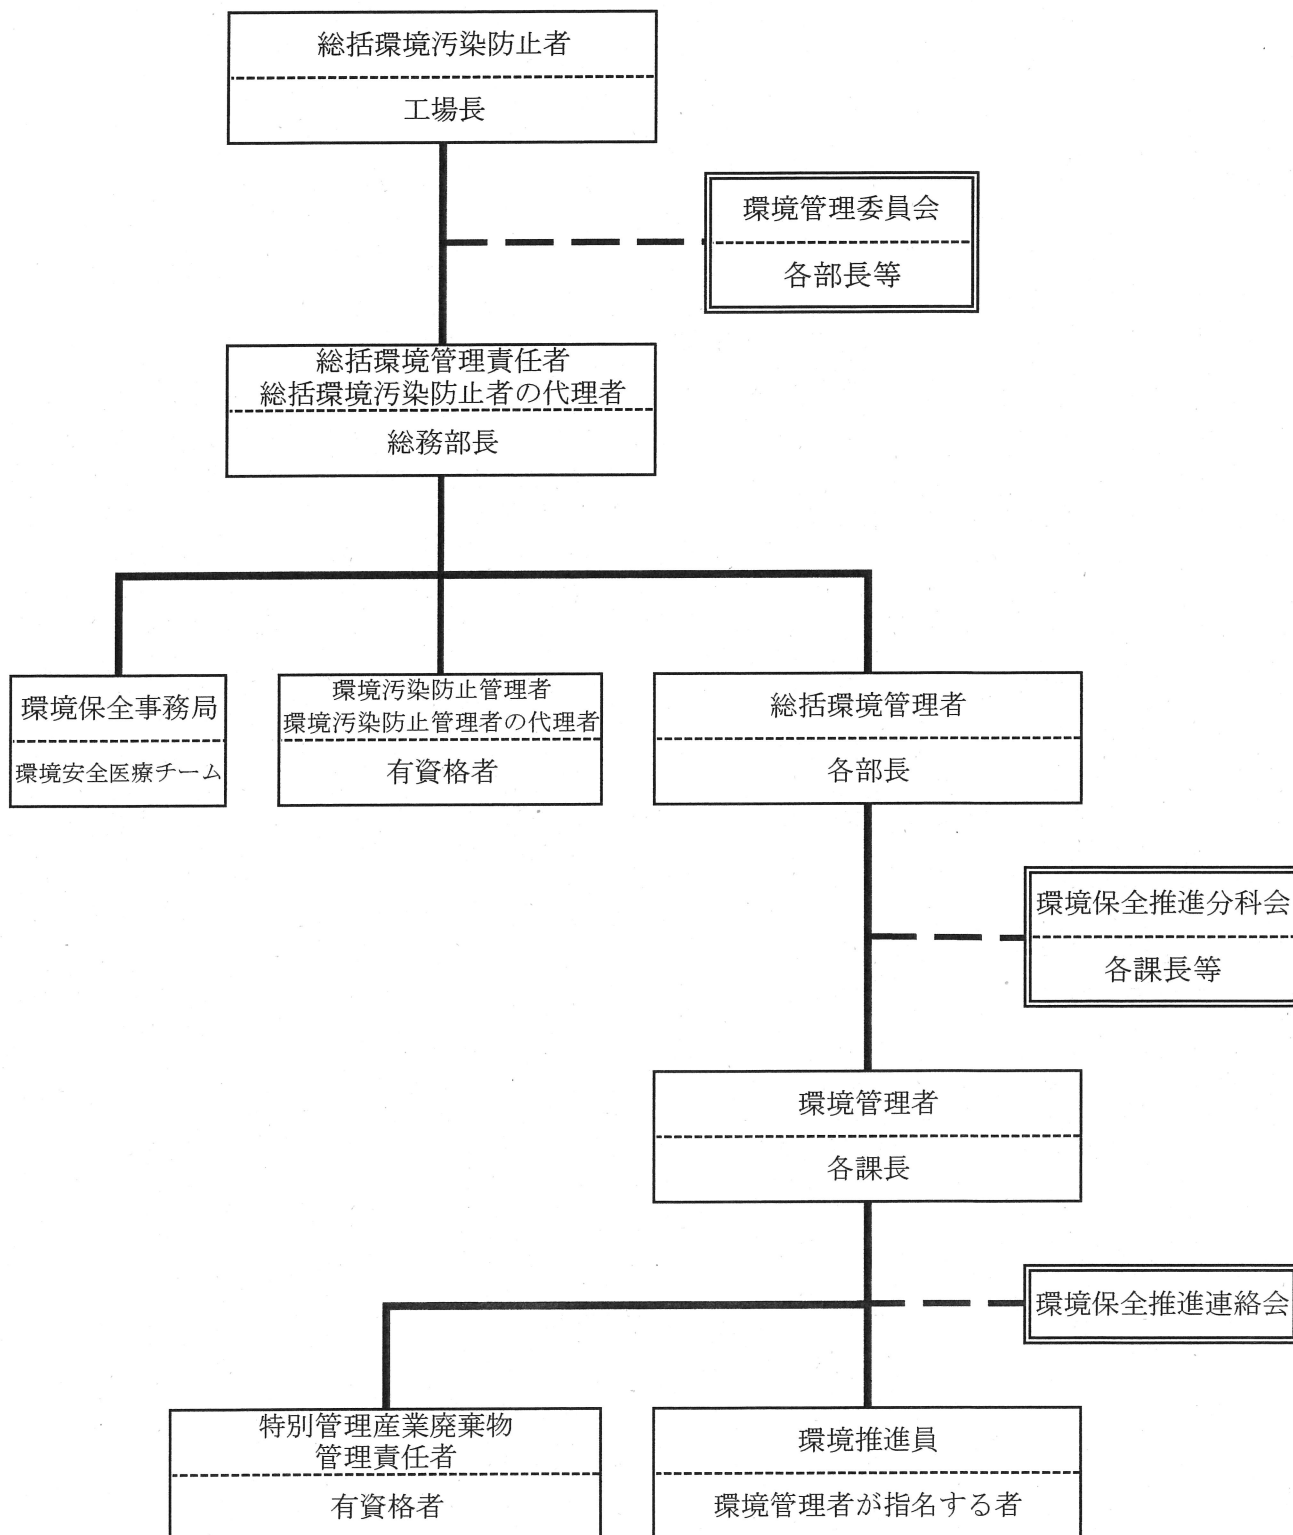 総括環境汚染防止者
工場長
環境管理委員会
各部長等
総括環境管理責任者
総括環境汚染防止者の代理者
総務部長
環境保全事務局
環境安全医療チーム
環境汚染防止管理者
環境汚染防止管理者の代理者
有資格者
総括環境管理者
各部長
環境保全推進分科会
各課長等
環境管理者
各課長
環境保全推進連絡会
特別管理産業廃棄物
管理責任者
有資格者
環境推進員
環境管理者が指名する者